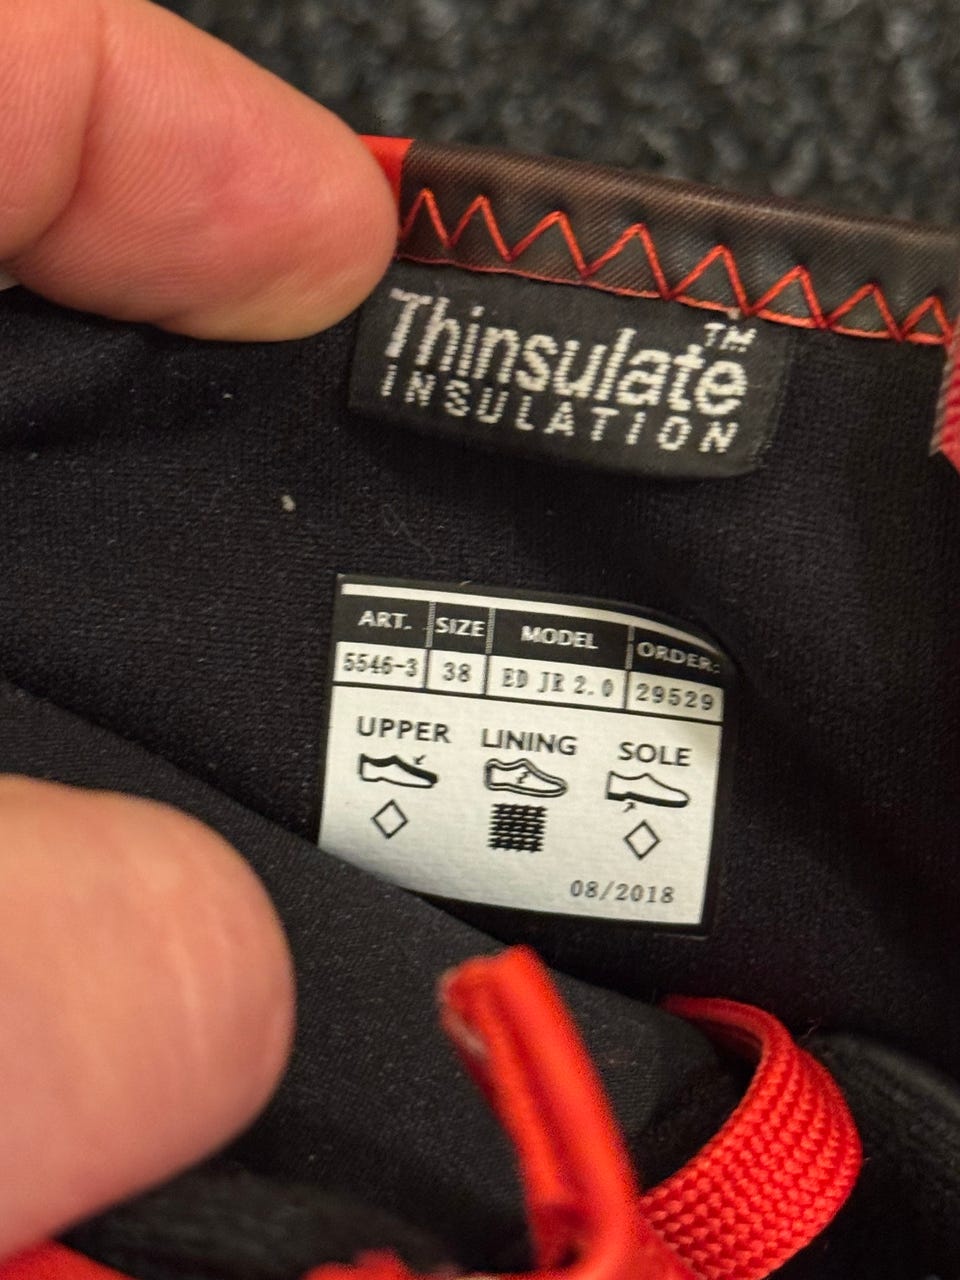 Thinsulate™
INSULATION
ART. SIZE MODEL ORDER:
5546-3 38 ED JR 2.0 29529
UPPER LINING SOLE
08/2018